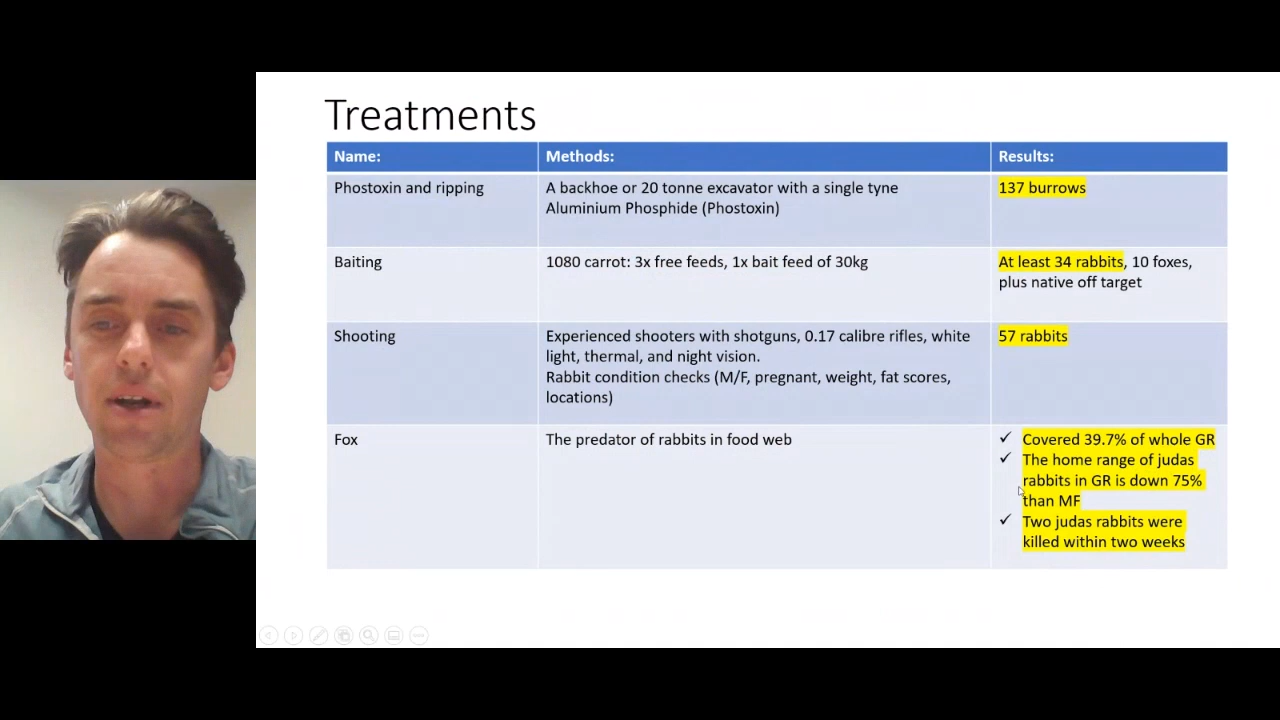 Treatments
Name:
Methods:
Results:
Phostoxin and ripping
A backhoe or 20 tonne excavator with a single tyne
Aluminium Phosphide (Phostoxin)
137 burrows
Baiting
1080 carrot: 3x free feeds, 1x bait feed of 30kg
At least 34 rabbits, 10 foxes,
plus native off target
Shooting
Experienced shooters with shotguns, 0.17 calibre rifles, white
light, thermal, and night vision.
Rabbit condition checks (M/F, pregnant, weight, fat scores,
locations)
57 rabbits
Fox
The predator of rabbits in food web
✓ Covered 39.7% of whole GR
✓ The home range of judas
rabbits in GR is down 75%
than MF
✓ Two judas rabbits were
killed within two weeks